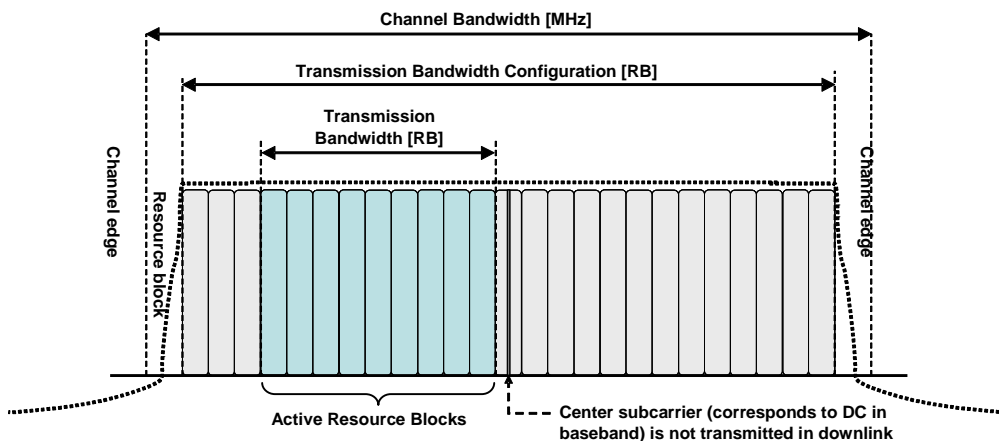 Channel Bandwidth [MHz]
Transmission Bandwidth Configuration [RB]
Transmission
Bandwidth [RB]
Channel edge
Resource block
Channel edge
Active Resource Blocks
Center subcarrier (corresponds to DC in
baseband) is not transmitted in downlink